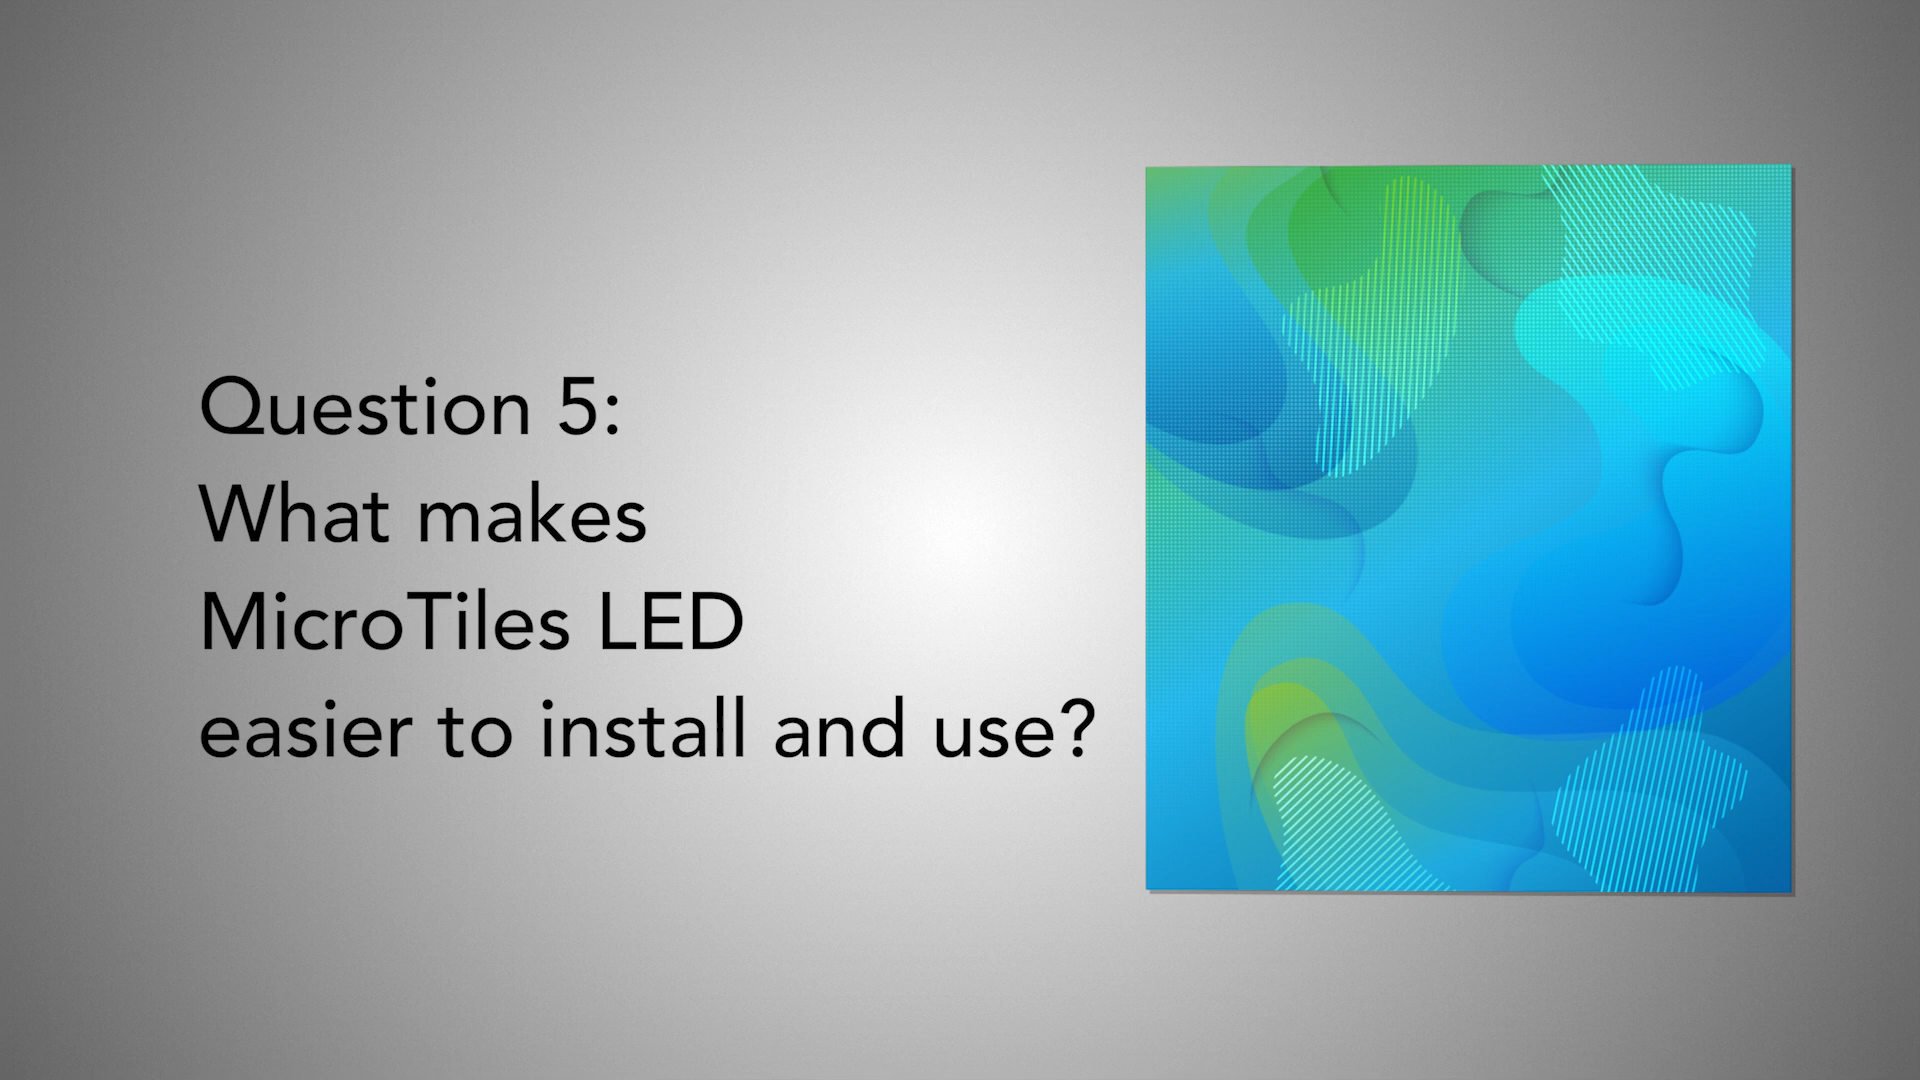 Question 5:
What makes
MicroTiles LED
easier to install and use?